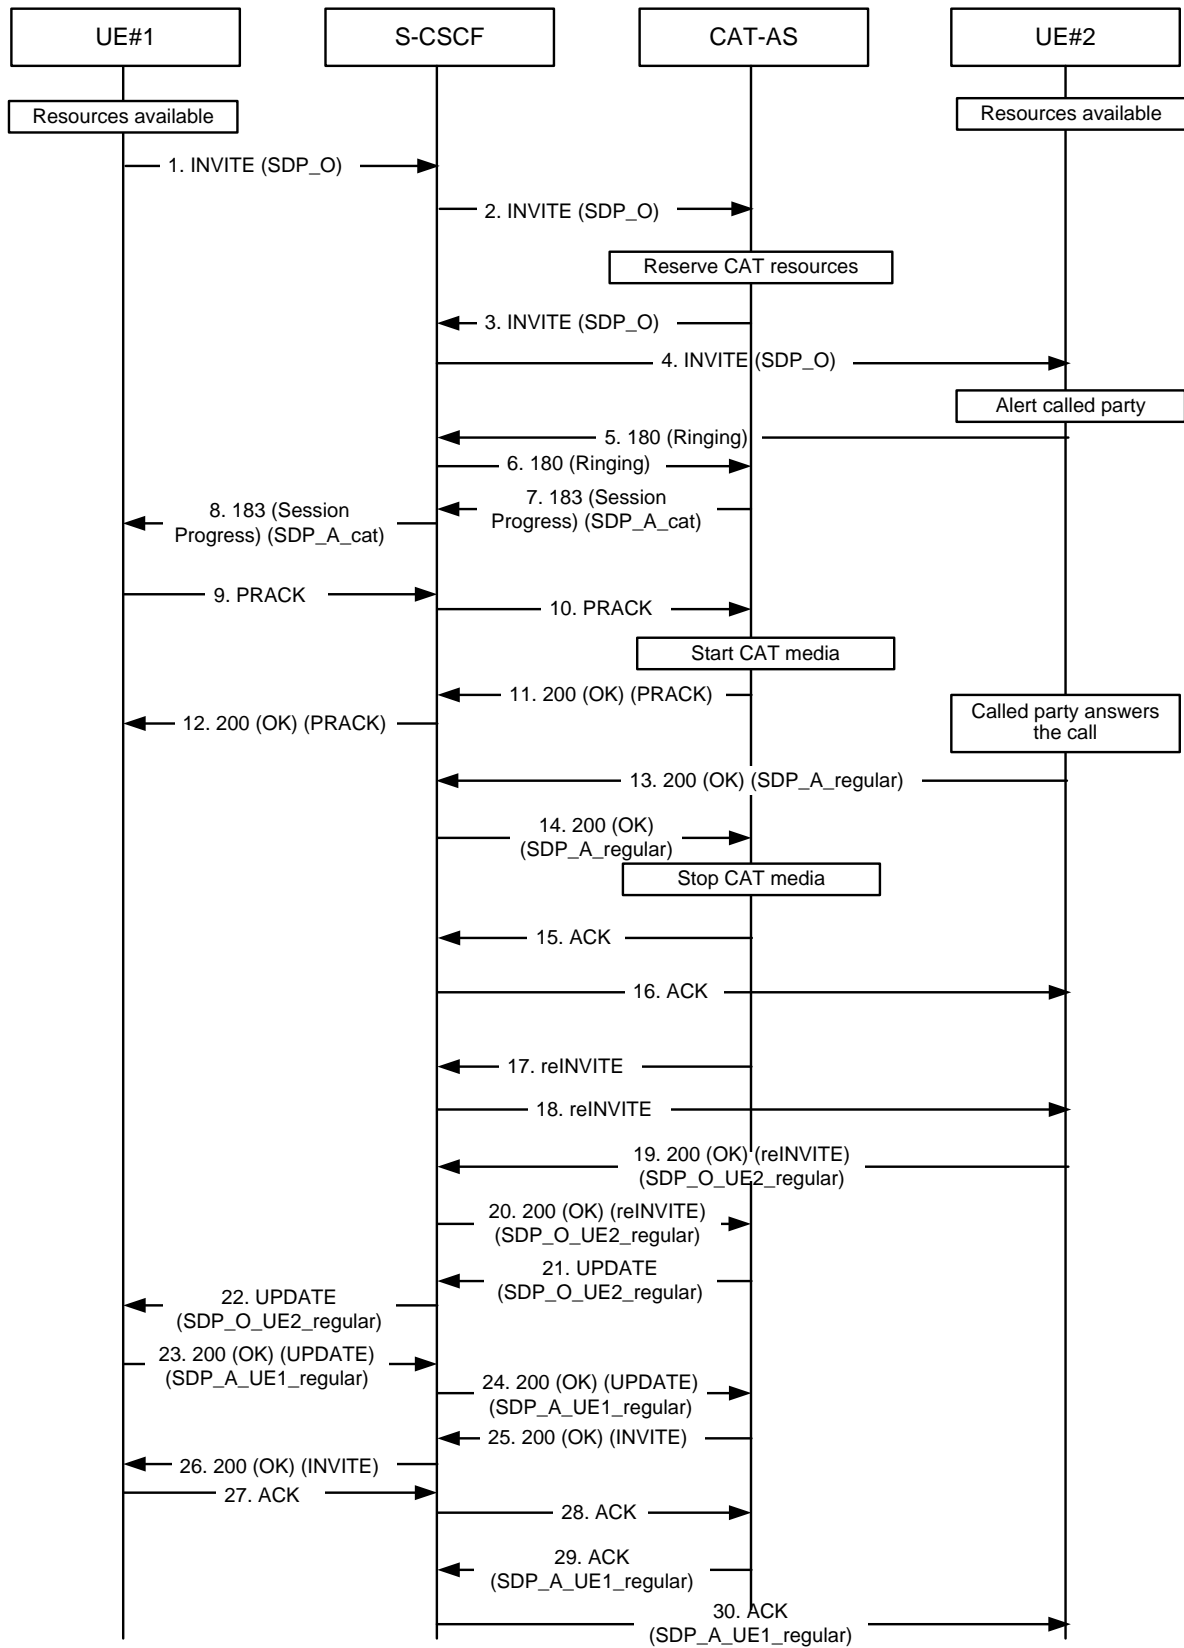 UE#1
S-CSCF
CAT-AS
UE#2
Resources available
Resources available
1. INVITE (SDP_O)
2. INVITE (SDP_O)
Reserve CAT resources
3. INVITE (SDP_O)
4. INVITE (SDP_O)
Alert called party
5. 180 (Ringing)
6. 180 (Ringing)
7. 183 (Session
Progress) (SDP_A_cat)
8. 183 (Session
Progress) (SDP_A_cat)
9. PRACK
10. PRACK
Start CAT media
11. 200 (OK) (PRACK)
12. 200 (OK) (PRACK)
Called party answers
the call
13. 200 (OK) (SDP_A_regular)
14. 200 (OK)
(SDP_A_regular)
Stop CAT media
15. ACK
16. ACK
17. reINVITE
18. reINVITE
19. 200 (OK) (reINVITE)
(SDP_O_UE2_regular)
20. 200 (OK) (reINVITE)
(SDP_O_UE2_regular)
21. UPDATE
(SDP_O_UE2_regular)
22. UPDATE
(SDP_O_UE2_regular)
23. 200 (OK) (UPDATE)
(SDP_A_UE1_regular)
24. 200 (OK) (UPDATE)
(SDP_A_UE1_regular)
25. 200 (OK) (INVITE)
26. 200 (OK) (INVITE)
27. ACK
28. ACK
29. ACK
(SDP_A_UE1_regular)
30. ACK
(SDP_A_UE1_regular)